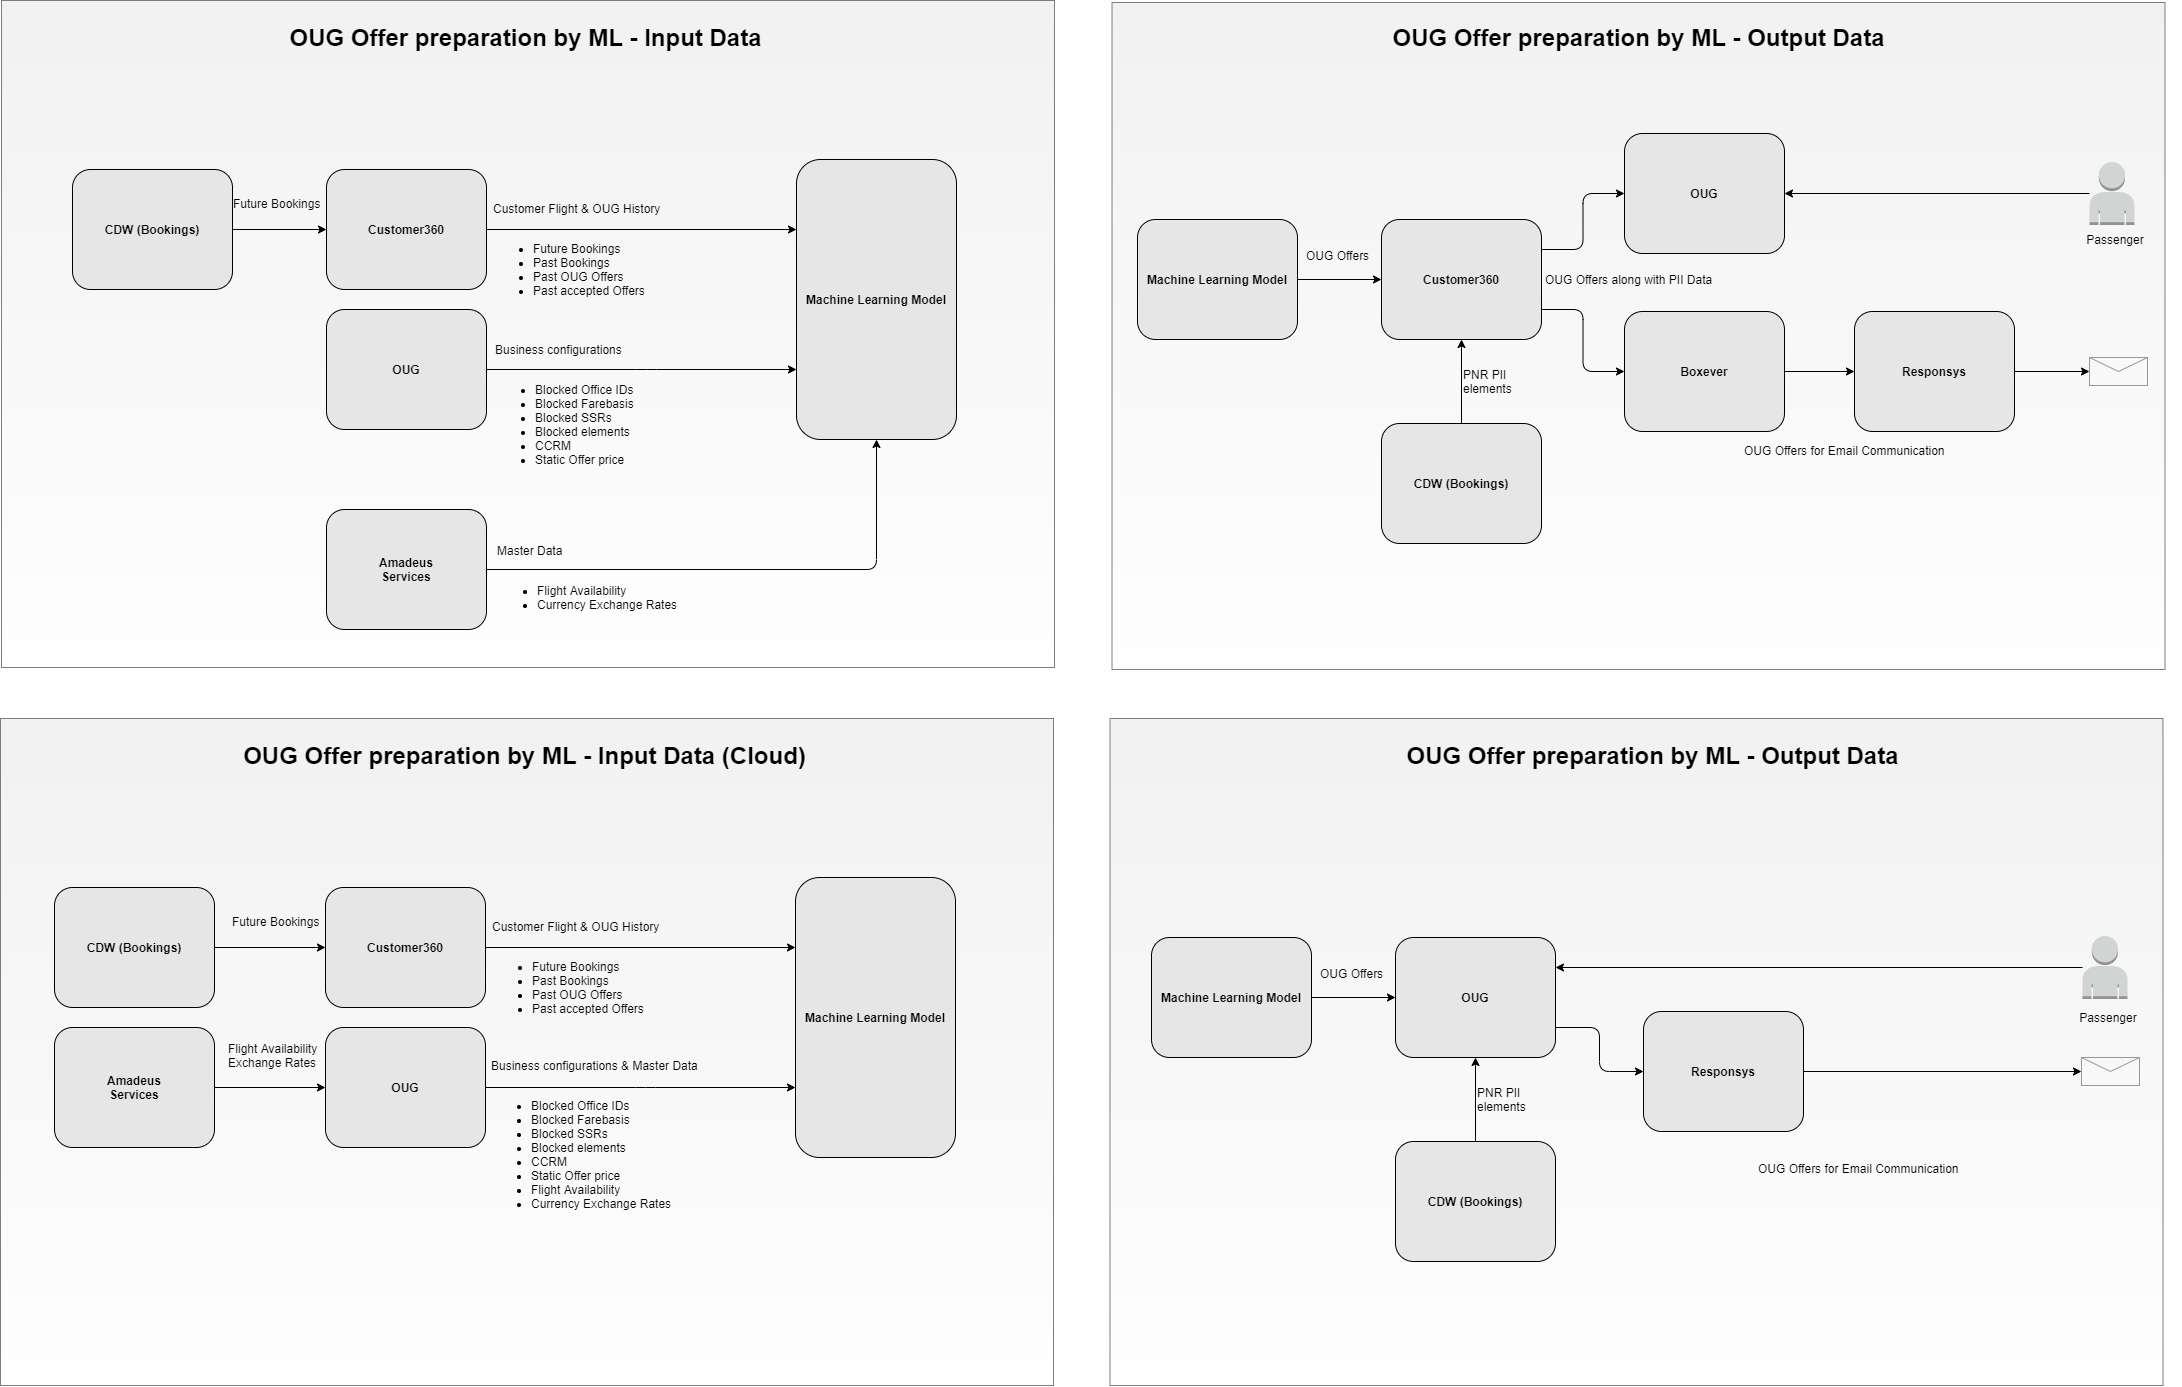 OUG Offer preparation by ML - Input Data
CDW (Bookings)
Future Bookings
Customer360
Customer Flight & OUG History
Future Bookings
Past Bookings
Past OUG Offers
Past accepted Offers
Machine Learning Model
OUG
Business configurations
Blocked Office IDs
Blocked Farebasis
Blocked SSRs
Blocked elements
CCRM
Static Offer price
Amadeus
Services
Master Data
Flight Availability
Currency Exchange Rates
OUG Offer preparation by ML - Output Data
Machine Learning Model
OUG Offers
Customer360
OUG
Passenger
OUG Offers along with PII Data
Boxever
Responsys
PNR PII
elements
OUG Offers for Email Communication
CDW (Bookings)
OUG Offer preparation by ML - Input Data (Cloud)
CDW (Bookings)
Future Bookings
Customer360
Customer Flight & OUG History
Future Bookings
Past Bookings
Past OUG Offers
Past accepted Offers
Machine Learning Model
Amadeus
Services
Flight Availability
Exchange Rates
OUG
Business configurations & Master Data
Blocked Office IDs
Blocked Farebasis
Blocked SSRs
Blocked elements
CCRM
Static Offer price
Flight Availability
Currency Exchange Rates
OUG Offer preparation by ML - Output Data
Machine Learning Model
OUG Offers
OUG
Passenger
Responsys
PNR PII
elements
OUG Offers for Email Communication
CDW (Bookings)